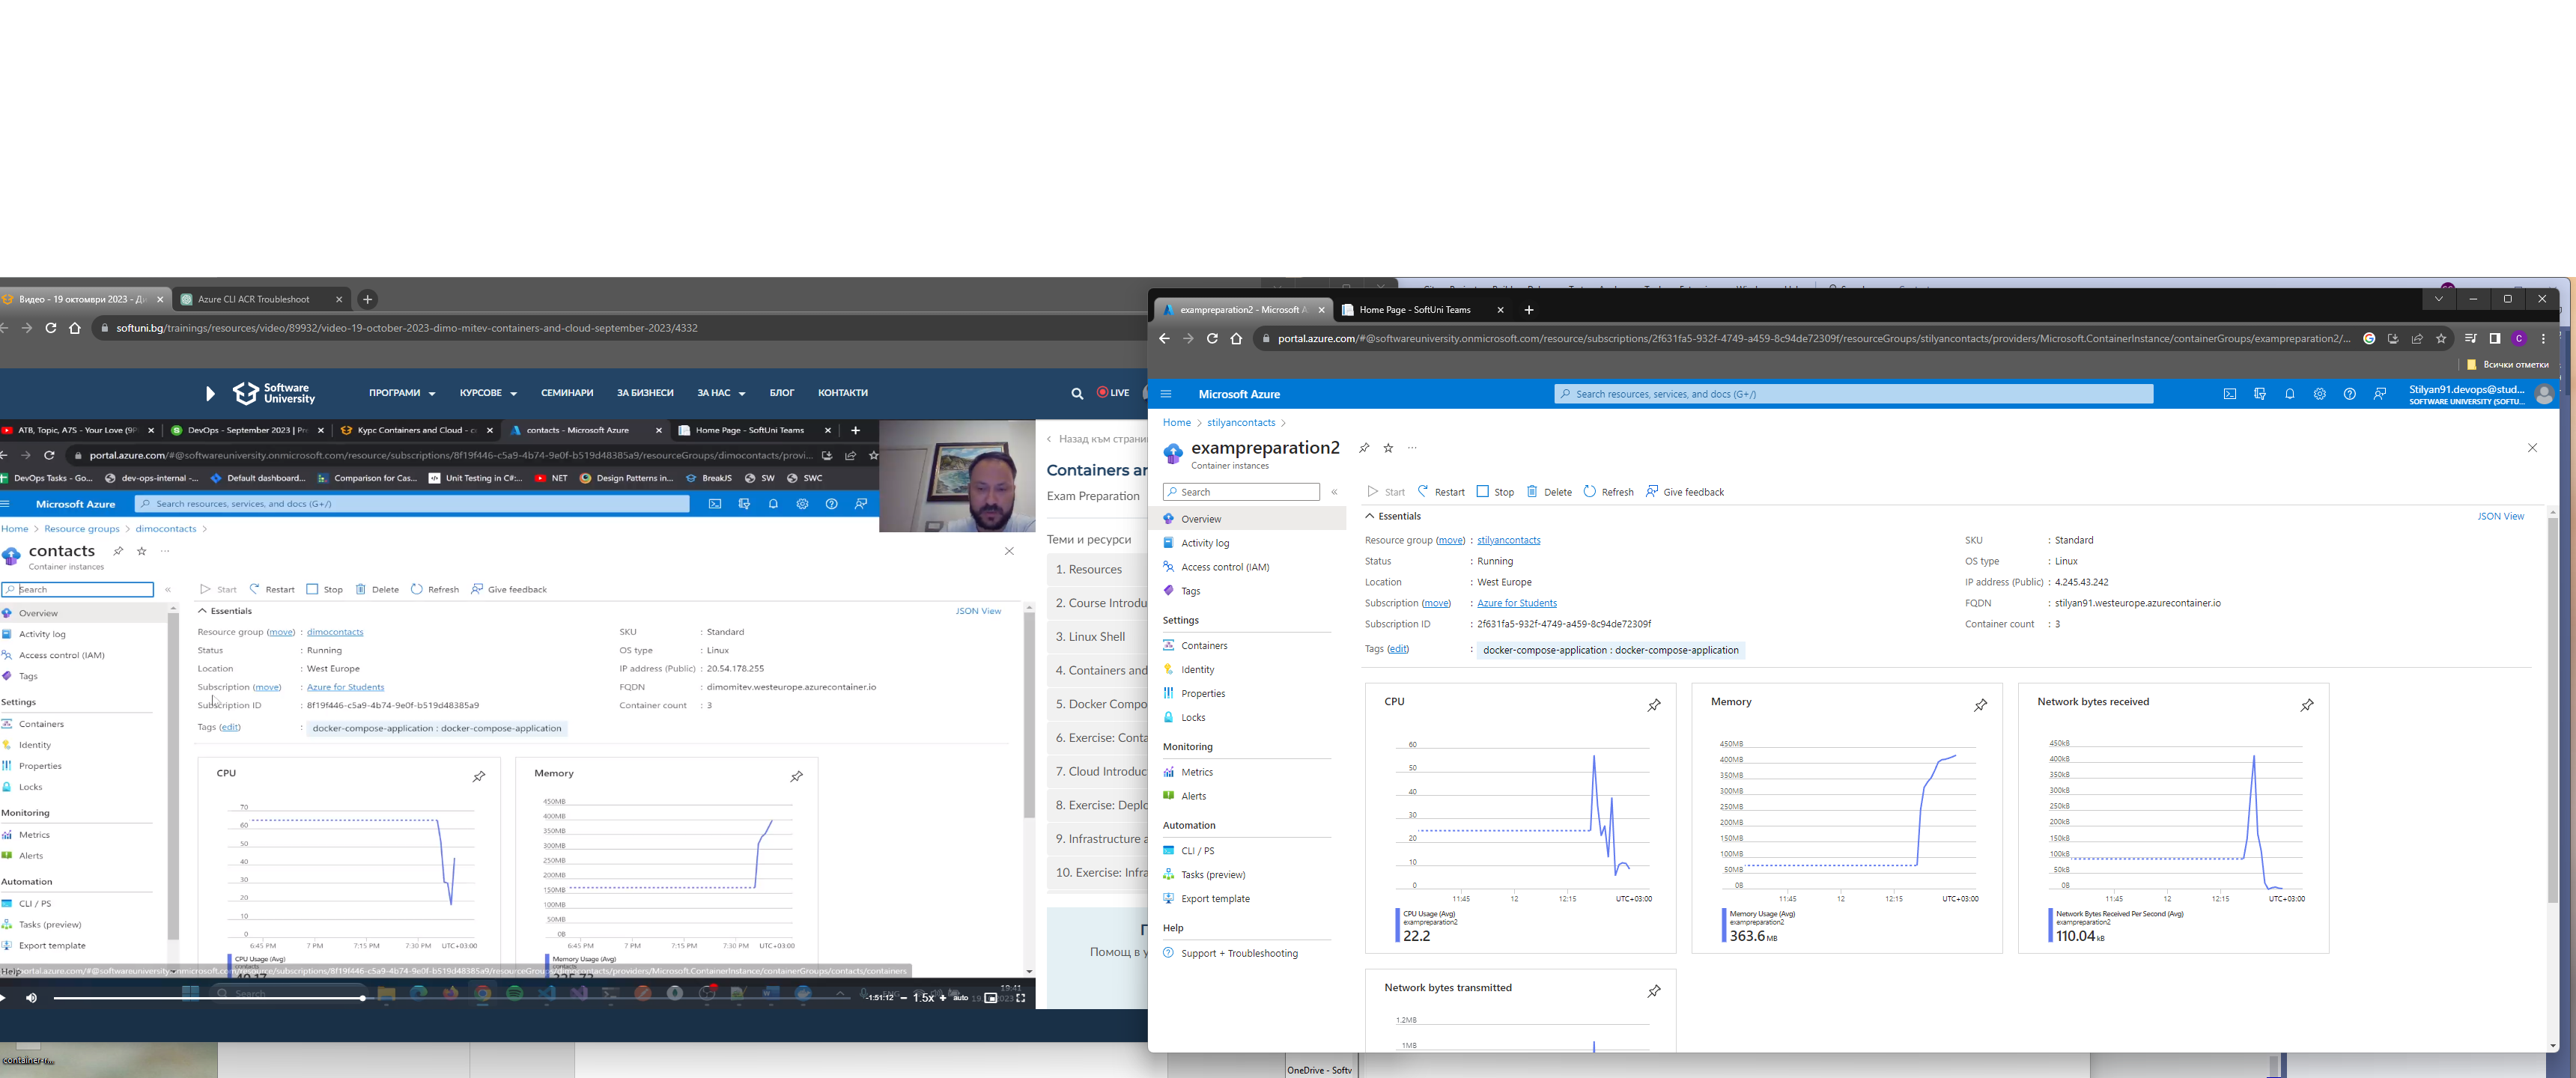 Видео - 19 октомври 2023 - Ди
Azure CLI ACR Troubleshoot
softuni.bg/trainings/resources/video/89932/video-19-october-2023-dimo-mitev-containers-and-cloud-september-2023/4332
Software University
ПРОГРАМИ
КУРСОВЕ
СЕМИНАРИ
ЗА БИЗНЕСИ
ЗА НАС
БЛОГ
КОНТАКТИ
LIVE
ATB, Topic, A7S - Your Love (9P
DevOps - September 2023 | Pr
Курс Containers and Cloud - с
contacts - Microsoft Azure
Home Page - SoftUni Teams
portal.azure.com/#@softwareuniversity.onmicrosoft.com/resource/subscriptions/8f19f446-c5a9-4b74-9e0f-b519d48385a9/resourceGroups/dimocontacts/provi...
DevOps Tasks - Go...
dev-ops-internal -...
Default dashboard...
Comparison for Cas...
Unit Testing in C#:...
.NET
Design Patterns in...
BreakJS
SW
SWC
Microsoft Azure
Search resources, services, and docs (G+/)
Home > Resource groups > dimocontacts >
contacts
Container instances
Search
Start
Restart
Stop
Delete
Refresh
Give feedback
Overview
Activity log
Access control (IAM)
Tags
Settings
Containers
Identity
Properties
Locks
Monitoring
Metrics
Alerts
Automation
CLI / PS
Tasks (preview)
Export template
Help
Essentials
JSON View
Resource group (move) : dimocontacts
Status : Running
Location : West Europe
Subscription (move) : Azure for Students
Subscription ID : 8f19f446-c5a9-4b74-9e0f-b519d48385a9
Tags (edit) : docker-compose-application : docker-compose-application
SKU : Standard
OS type : Linux
IP address (Public) : 20.54.178.255
FQDN : dimomitev.westeurope.azurecontainer.io
Container count : 3
CPU
70
60
50
40
30
20
10
0
6:45 PM 7 PM 7:15 PM 7:30 PM UTC+03:00
CPU Usage (Avg)
contacts
Memory
450MB
400MB
350MB
300MB
250MB
200MB
150MB
100MB
50MB
0B
6:45 PM 7 PM 7:15 PM 7:30 PM UTC+03:00
Memory Usage (Avg)
portal.azure.com/#@softwareuniversity.onmicrosoft.com/resource/subscriptions/8f19f446-c5a9-4b74-9e0f-b519d48385a9/resourceGroups/dimocontacts/providers/Microsoft.ContainerInstance/containerGroups/contacts/containers
Search
ENG
19:41
-1:51:12 − 1.5x + auto
Назад към страни
Containers an
Exam Preparation
Теми и ресурси
1. Resources
2. Course Introdu
3. Linux Shell
4. Containers and
5. Docker Compo
6. Exercise: Conta
7. Cloud Introduc
8. Exercise: Deplo
9. Infrastructure a
10. Exercise: Infra
Помощ в у
exampreparation2 - Microsoft A
Home Page - SoftUni Teams
portal.azure.com/#@softwareuniversity.onmicrosoft.com/resource/subscriptions/2f631fa5-932f-4749-a459-8c94de72309f/resourceGroups/stilyancontacts/providers/Microsoft.ContainerInstance/containerGroups/exampreparation2/...
Всички отметки
Microsoft Azure
Search resources, services, and docs (G+/)
Stilyan91.devops@stud...
SOFTWARE UNIVERSITY (SOFTU...
Home > stilyancontacts >
exampreparation2
Container instances
Search
Start
Restart
Stop
Delete
Refresh
Give feedback
Overview
Activity log
Access control (IAM)
Tags
Settings
Containers
Identity
Properties
Locks
Monitoring
Metrics
Alerts
Automation
CLI / PS
Tasks (preview)
Export template
Help
Support + Troubleshooting
Essentials
JSON View
Resource group (move) : stilyancontacts
Status : Running
Location : West Europe
Subscription (move) : Azure for Students
Subscription ID : 2f631fa5-932f-4749-a459-8c94de72309f
Tags (edit) : docker-compose-application : docker-compose-application
SKU : Standard
OS type : Linux
IP address (Public) : 4.245.43.242
FQDN : stilyan91.westeurope.azurecontainer.io
Container count : 3
CPU
60
50
40
30
20
10
0
11:45 12 12:15 UTC+03:00
CPU Usage (Avg)
exampreparation2
22.2
Memory
450MB
400MB
350MB
300MB
250MB
200MB
150MB
100MB
50MB
0B
11:45 12 12:15 UTC+03:00
Memory Usage (Avg)
exampreparation2
363.6 MB
Network bytes received
450kB
400kB
350kB
300kB
250kB
200kB
150kB
100kB
50kB
0B
11:45 12 12:15 UTC+03:00
Network Bytes Received Per Second (Avg)
exampreparation2
110.04 kB
Network bytes transmitted
1.2MB
1MB
OneDrive - Softv